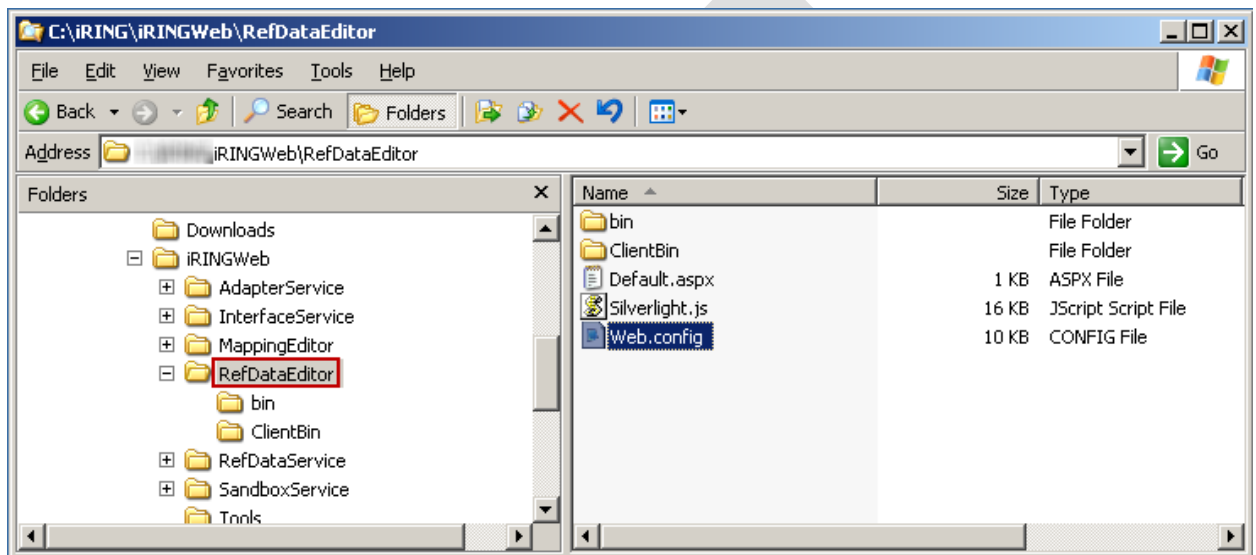 C:\iRING\iRINGWeb\RefDataEditor
File Edit View Favorites Tools Help
Back Search Folders
Address iRINGWeb\RefDataEditor Go
Folders x
Name Size Type
Downloads
iRINGWeb
AdapterService
InterfaceService
MappingEditor
RefDataEditor
bin
ClientBin
RefDataService
SandboxService
Tools
bin File Folder
ClientBin File Folder
Default.aspx 1 KB ASPX File
Silverlight.js 16 KB JScript Script File
Web.config 10 KB CONFIG File